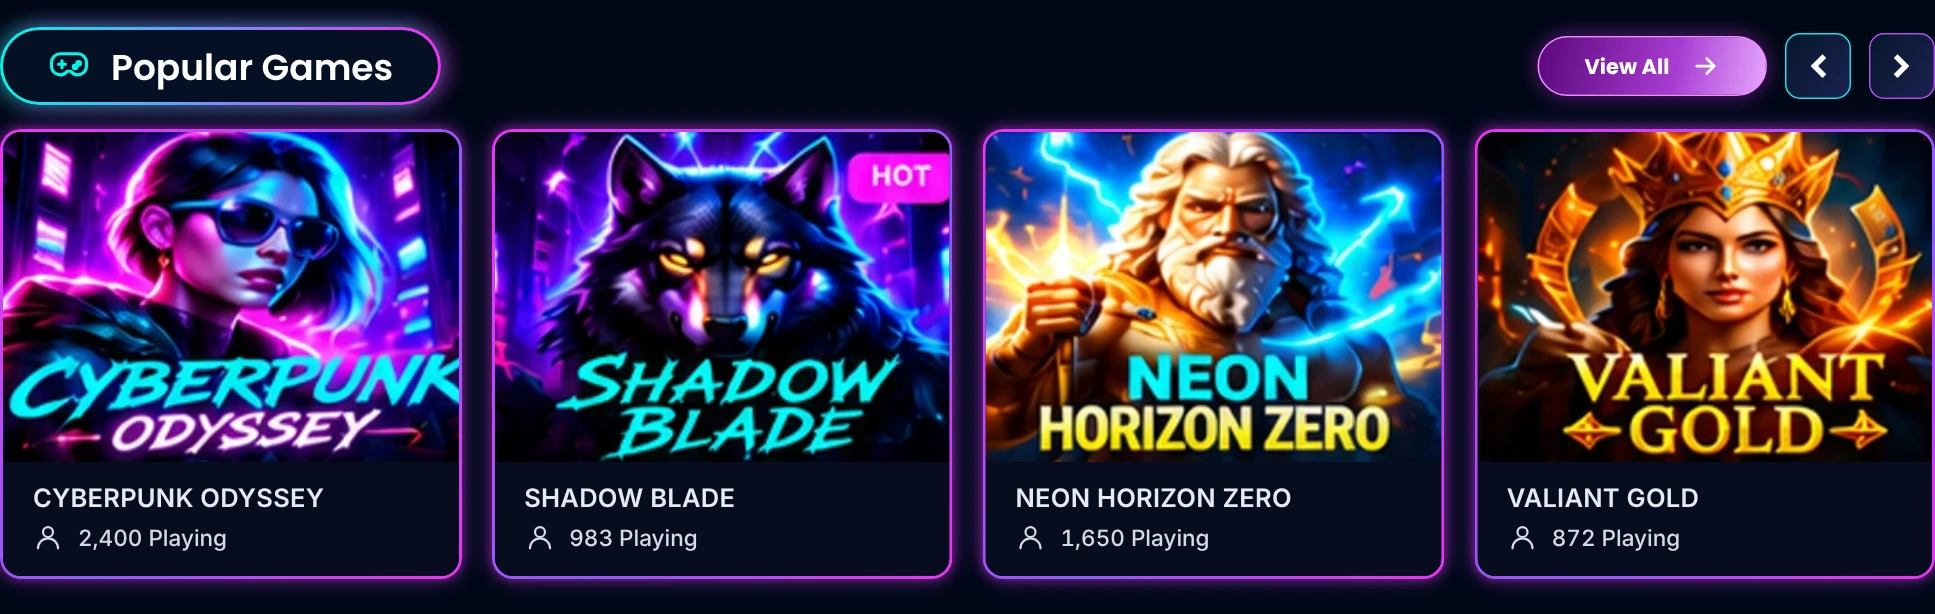 Popular Games
View All
HOT
CYBERPUNK
ODYSSEY
SHADOW
BLADE
NEON
HORIZON ZERO
VALIANT
GOLD
CYBERPUNK ODYSSEY
2,400 Playing
SHADOW BLADE
983 Playing
NEON HORIZON ZERO
1,650 Playing
VALIANT GOLD
872 Playing